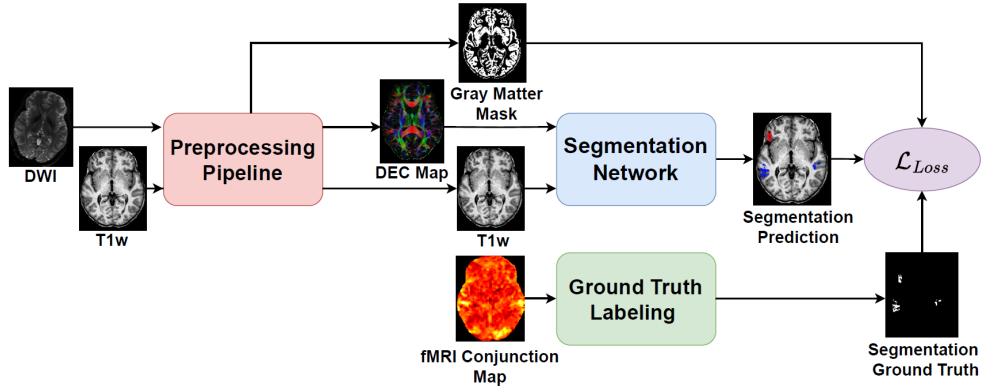 Gray Matter
Mask
DWI
Preprocessing
Pipeline
DEC Map
Segmentation
Network
T1w
T1w
Segmentation
Prediction
ℒ_Loss
fMRI Conjunction
Map
Ground Truth
Labeling
Segmentation
Ground Truth